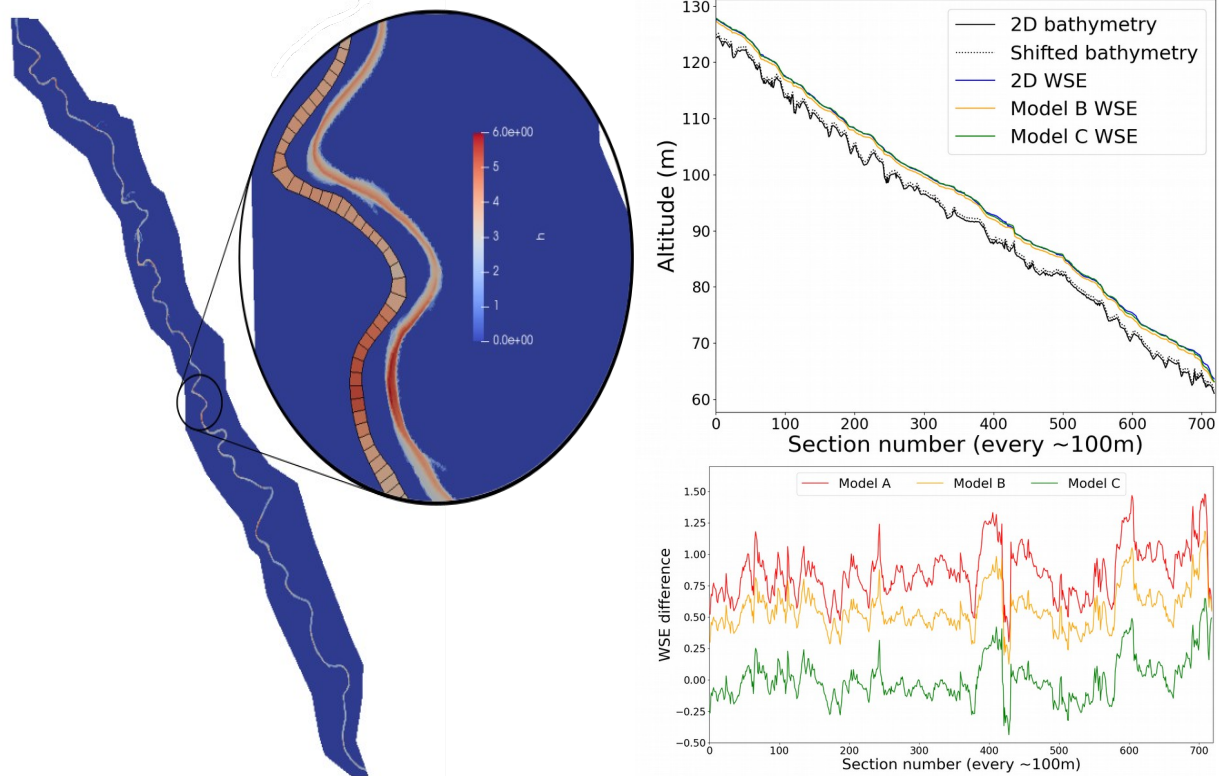 6.0e+00
5
4
3
2
1
0.0e+00
h
130
120
110
100
90
80
70
60
0 100 200 300 400 500 600 700
Altitude (m)
Section number (every ~100m)
2D bathymetry
Shifted bathymetry
2D WSE
Model B WSE
Model C WSE
Model A Model B Model C
1.50
1.25
1.00
0.75
0.50
0.25
0.00
−0.25
−0.50
0 100 200 300 400 500 600 700
WSE difference
Section number (every ~100m)